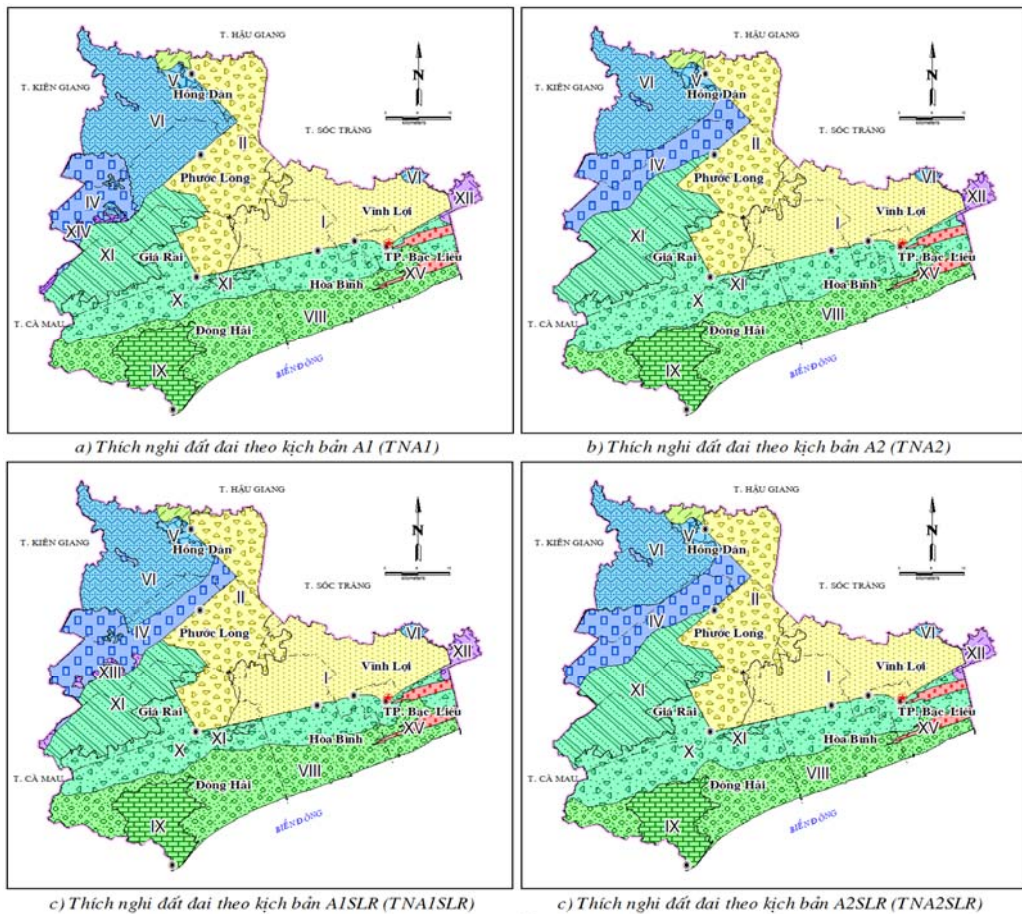 T. HẬU GIANG
T. KIÊN GIANG
N
kilometers
V
Hồng Dân
VI
T. SÓC TRĂNG
II
Phước Long
IV
VI
XII
XIV
I
Vĩnh Lợi
XI
Giá Rai
TP. Bạc Liêu
XI
Hòa Bình
XV
X
VIII
T. CÀ MAU
Đông Hải
IX
BIỂN ĐÔNG
a) Thích nghi đất đai theo kịch bản A1 (TNA1)
T. HẬU GIANG
T. KIÊN GIANG
N
kilometers
VI
V
Hồng Dân
T. SÓC TRĂNG
II
IV
Phước Long
VI
XII
I
Vĩnh Lợi
XI
Giá Rai
TP. Bạc Liêu
XI
Hòa Bình
XV
X
VIII
T. CÀ MAU
Đông Hải
IX
BIỂN ĐÔNG
b) Thích nghi đất đai theo kịch bản A2 (TNA2)
T. HẬU GIANG
T. KIÊN GIANG
N
kilometers
V
Hồng Dân
VI
T. SÓC TRĂNG
II
IV
Phước Long
VI
XII
XIII
I
Vĩnh Lợi
XI
Giá Rai
TP. Bạc Liêu
XI
Hòa Bình
XV
X
VIII
T. CÀ MAU
Đông Hải
IX
BIỂN ĐÔNG
c) Thích nghi đất đai theo kịch bản A1SLR (TNA1SLR)
T. HẬU GIANG
T. KIÊN GIANG
N
kilometers
VI
V
Hồng Dân
T. SÓC TRĂNG
II
IV
Phước Long
VI
XII
I
Vĩnh Lợi
XI
Giá Rai
TP. Bạc Liêu
XI
Hòa Bình
XV
X
VIII
T. CÀ MAU
Đông Hải
IX
BIỂN ĐÔNG
c) Thích nghi đất đai theo kịch bản A2SLR (TNA2SLR)